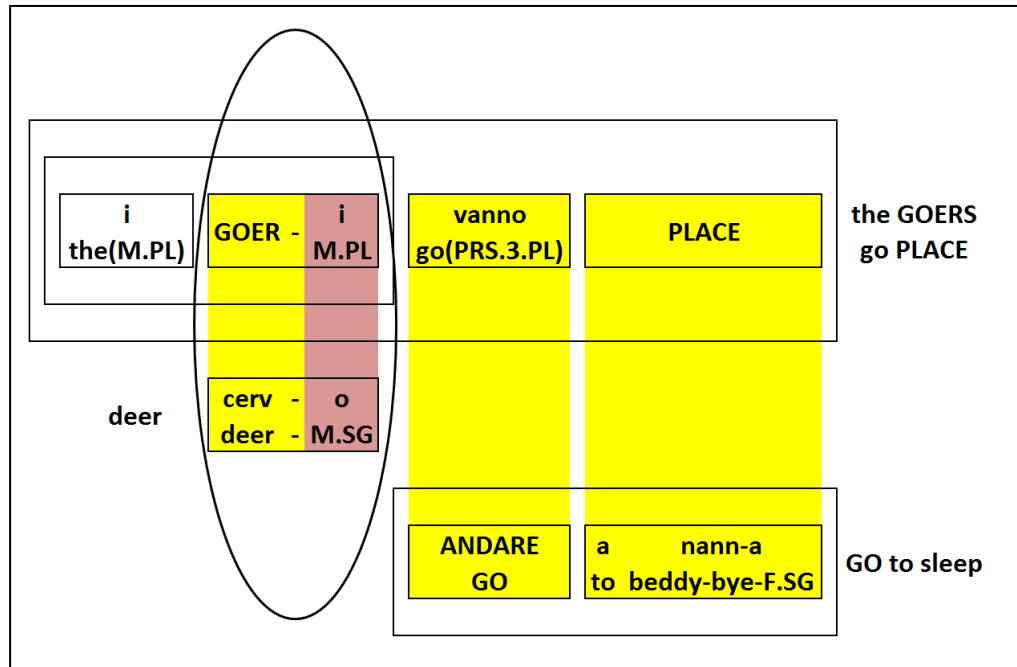 i
the(M.PL)
GOER - i
M.PL
vanno
go(PRS.3.PL)
PLACE
the GOERS
go PLACE
deer
cerv - o
deer - M.SG
ANDARE
GO
a nann-a
to beddy-bye-F.SG
GO to sleep